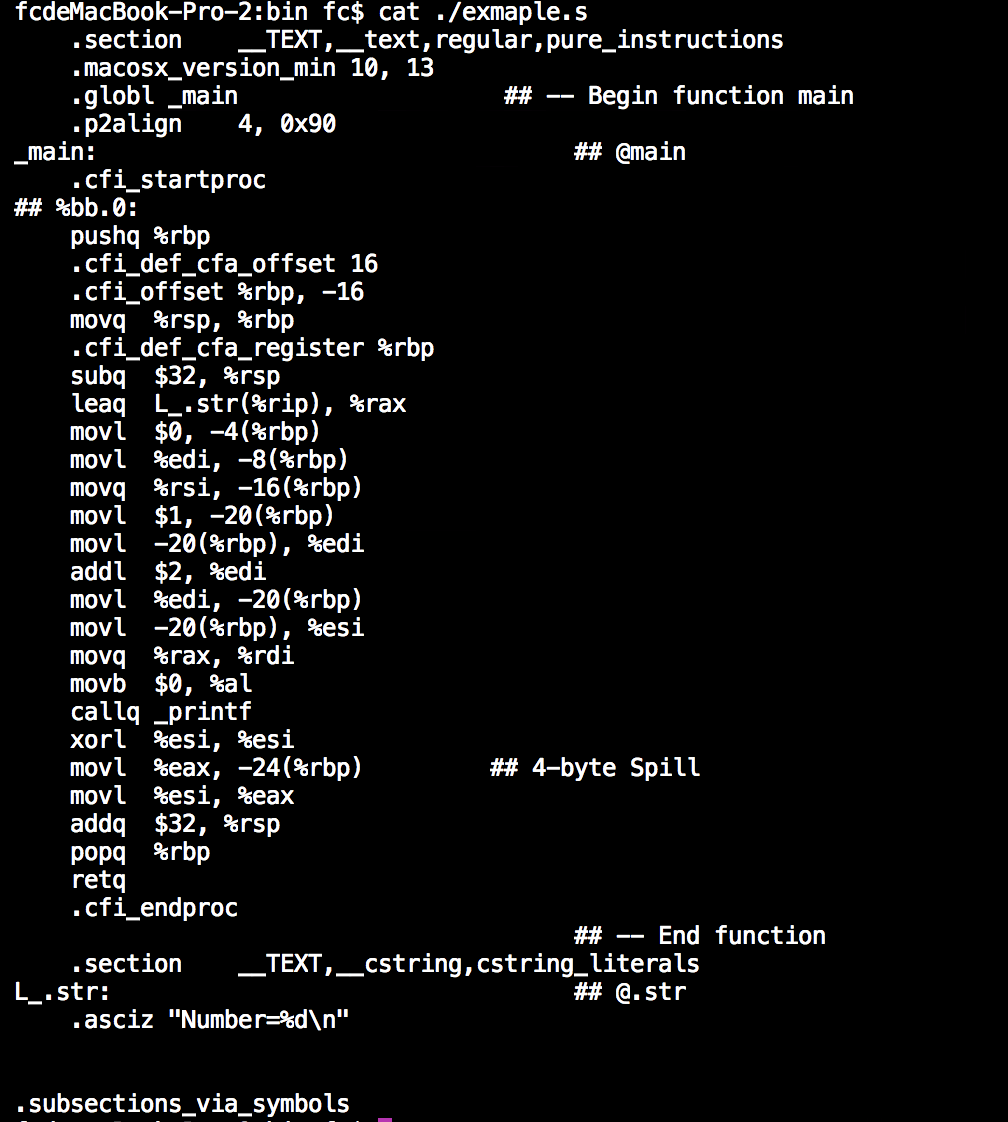 fcdeMacBook-Pro-2:bin fc$ cat ./exmaple.s
.section __TEXT,__text,regular,pure_instructions
.macosx_version_min 10, 13
.globl _main ## -- Begin function main
.p2align 4, 0x90
_main: ## @main
.cfi_startproc
## %bb.0:
pushq %rbp
.cfi_def_cfa_offset 16
.cfi_offset %rbp, -16
movq %rsp, %rbp
.cfi_def_cfa_register %rbp
subq $32, %rsp
leaq L_.str(%rip), %rax
movl $0, -4(%rbp)
movl %edi, -8(%rbp)
movq %rsi, -16(%rbp)
movl $1, -20(%rbp)
movl -20(%rbp), %edi
addl $2, %edi
movl %edi, -20(%rbp)
movl -20(%rbp), %esi
movq %rax, %rdi
movb $0, %al
callq _printf
xorl %esi, %esi
movl %eax, -24(%rbp) ## 4-byte Spill
movl %esi, %eax
addq $32, %rsp
popq %rbp
retq
.cfi_endproc
## -- End function
.section __TEXT,__cstring,cstring_literals
L_.str: ## @.str
.asciz "Number=%d\n"
.subsections_via_symbols